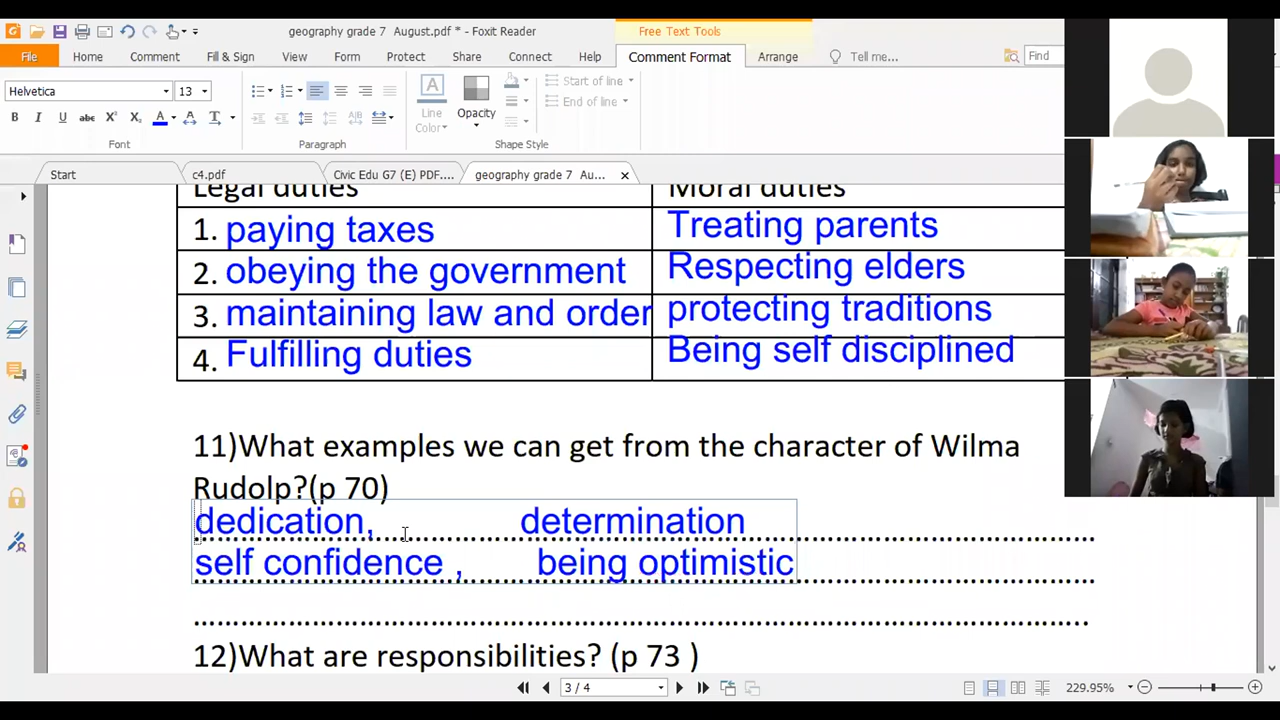 geography grade 7 August.pdf * - Foxit Reader
Free Text Tools
File Home Comment Fill & Sign View Form Protect Share Connect Help Comment Format Arrange Tell me... Find
Helvetica 13
Line Color
Opacity
Start of line
End of line
Font Paragraph Shape Style
Start c4.pdf Civic Edu G7 (E) PDF.... geography grade 7 Au...
Legal duties Moral duties
1. paying taxes Treating parents
2. obeying the government Respecting elders
3. maintaining law and order protecting traditions
4. Fulfilling duties Being self disciplined
11)What examples we can get from the character of Wilma
Rudolp?(p 70)
dedication, determination
self confidence , being optimistic
12)What are responsibilities? (p 73 )
3 / 4 229.95%